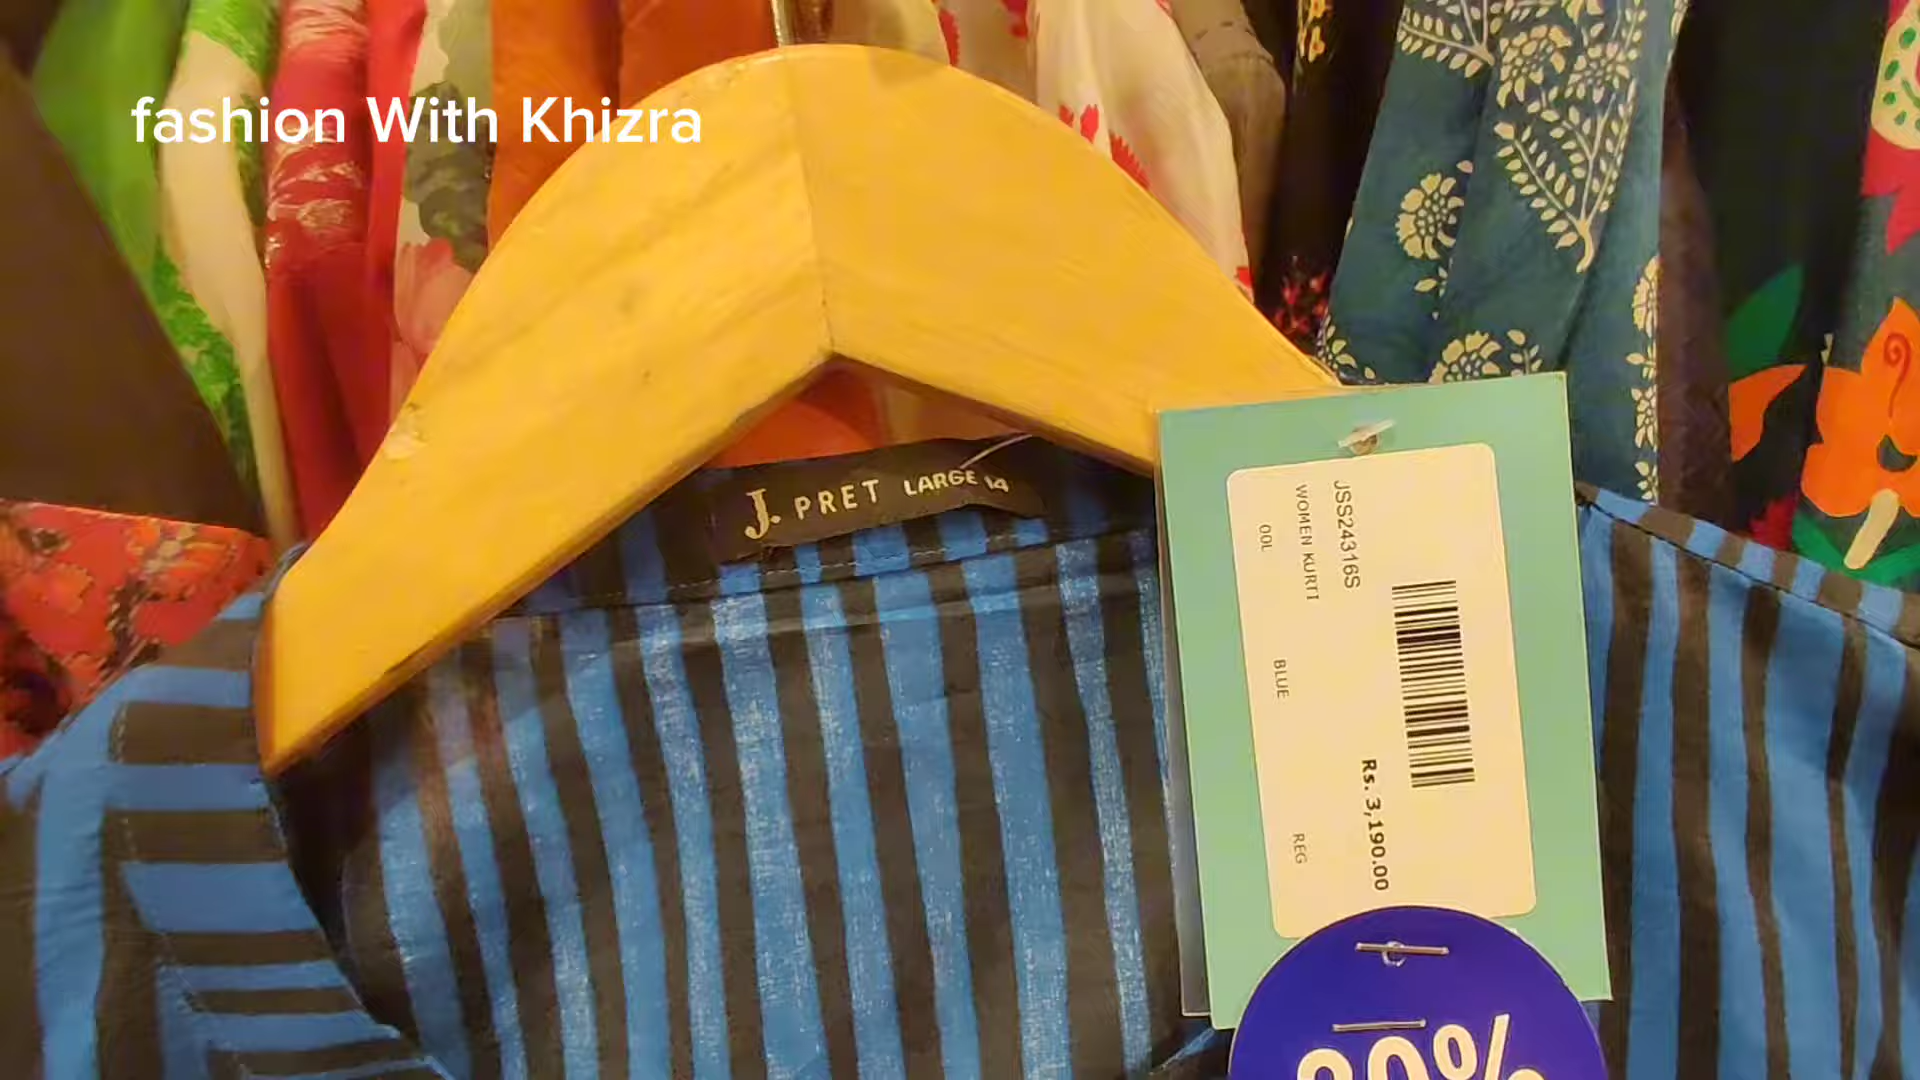 fashion With Khizra
J. PRET LARGE 14
JSS24316S
WOMEN KURTI
00L BLUE REG
Rs. 3,190.00